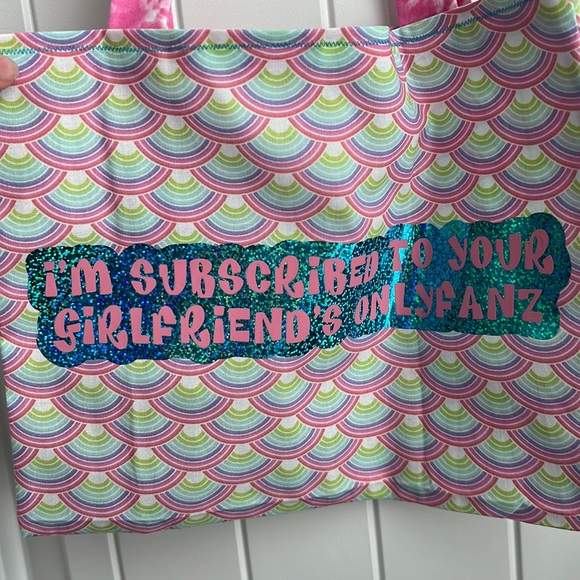 i'm SUBSCRiBED TO YOUR
GiRLFRiEND'S ONLYFANZ